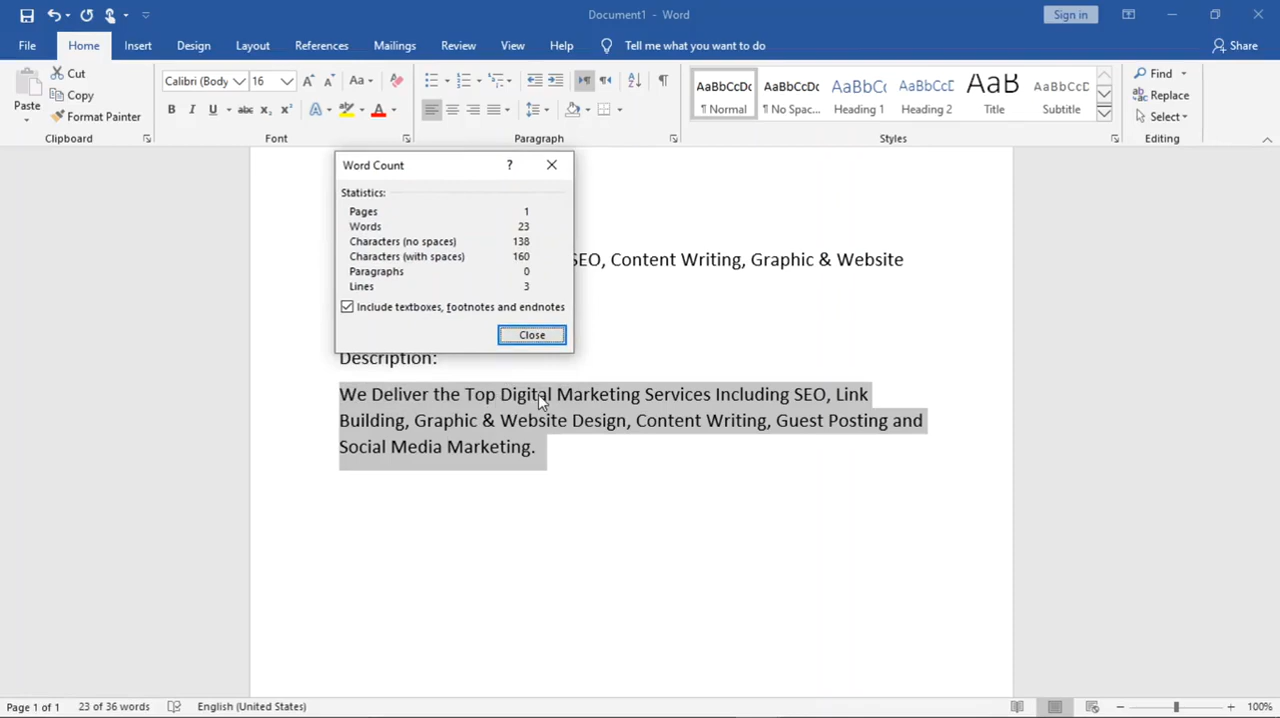 Document1 - Word
Sign in
File Home Insert Design Layout References Mailings Review View Help Tell me what you want to do Share
Paste
Cut
Copy
Format Painter
Clipboard
Calibri (Body 16
Aa
B I U abc x₂ x² A A
Font
Paragraph
AaBbCcDc
¶ Normal
AaBbCcDc
¶ No Spac...
AaBbCc
Heading 1
AaBbCcD
Heading 2
AaB
Title
AaBbCcD
Subtitle
Styles
Find
Replace
Select
Editing
Word Count ?
Statistics:
Pages 1
Words 23
Characters (no spaces) 138
Characters (with spaces) 160
Paragraphs 0
Lines 3
Include textboxes, footnotes and endnotes
Close
SEO, Content Writing, Graphic & Website
Description:
We Deliver the Top Digital Marketing Services Including SEO, Link
Building, Graphic & Website Design, Content Writing, Guest Posting and
Social Media Marketing.
Page 1 of 1 23 of 36 words English (United States) 100%